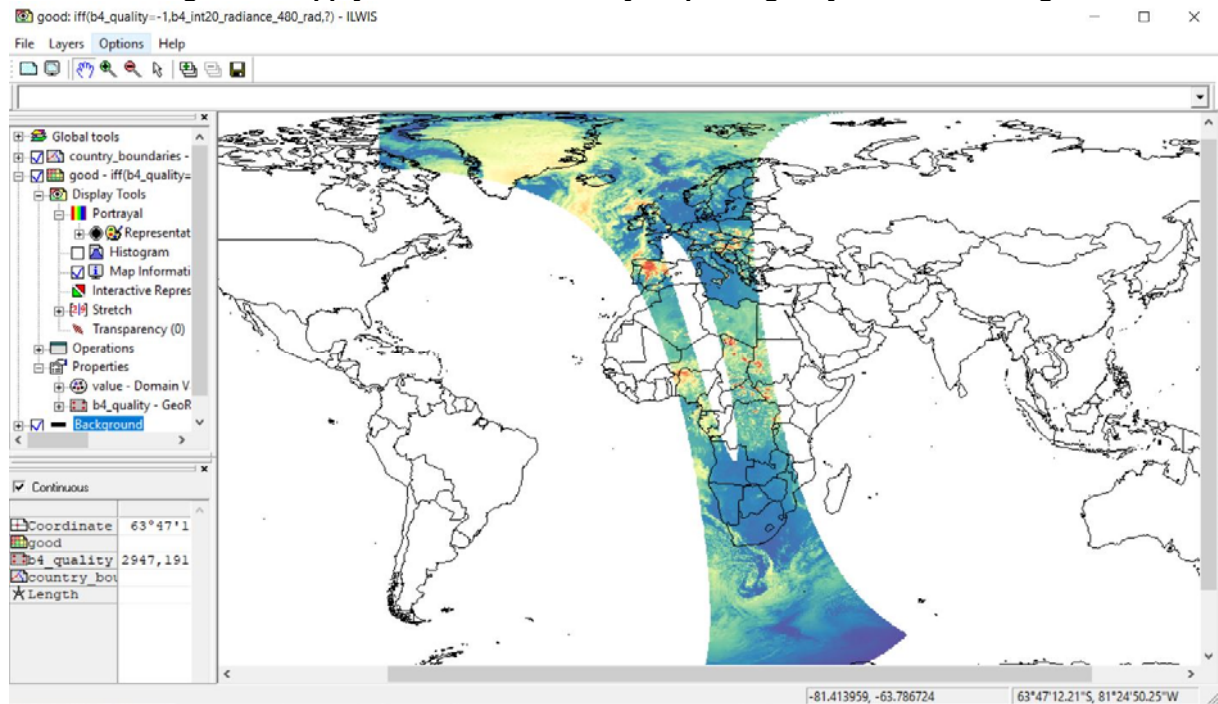 good: iff(b4_quality=-1,b4_int20_radiance_480_rad,?) - ILWIS
File Layers Options Help
Global tools
country_boundaries -
good - iff(b4_quality=
Display Tools
Portrayal
Representat
Histogram
Map Informati
Interactive Repres
Stretch
Transparency (0)
Operations
Properties
value - Domain V
b4_quality - GeoR
Background
Continuous
Coordinate 63°47'1
good
b4_quality 2947,191
country_bou
Length
-81.413959, -63.786724 63°47'12.21"S, 81°24'50.25"W